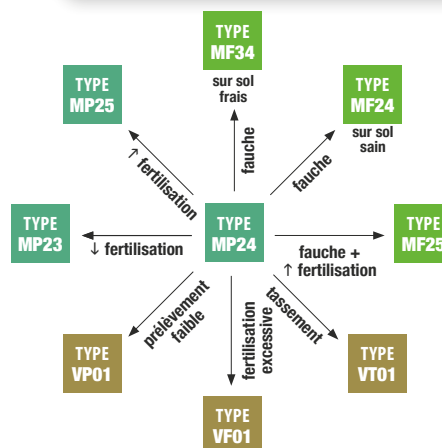 TYPE
MF34
sur sol
frais
TYPE
MP25
TYPE
MF24
sur sol
sain
↑ fertilisation
fauche
fauche
TYPE
MP23
↓ fertilisation
TYPE
MP24
fauche +
↑ fertilisation
TYPE
MF25
prélèvement
faible
fertilisation
excessive
tassement
TYPE
VP01
TYPE
VF01
TYPE
VT01